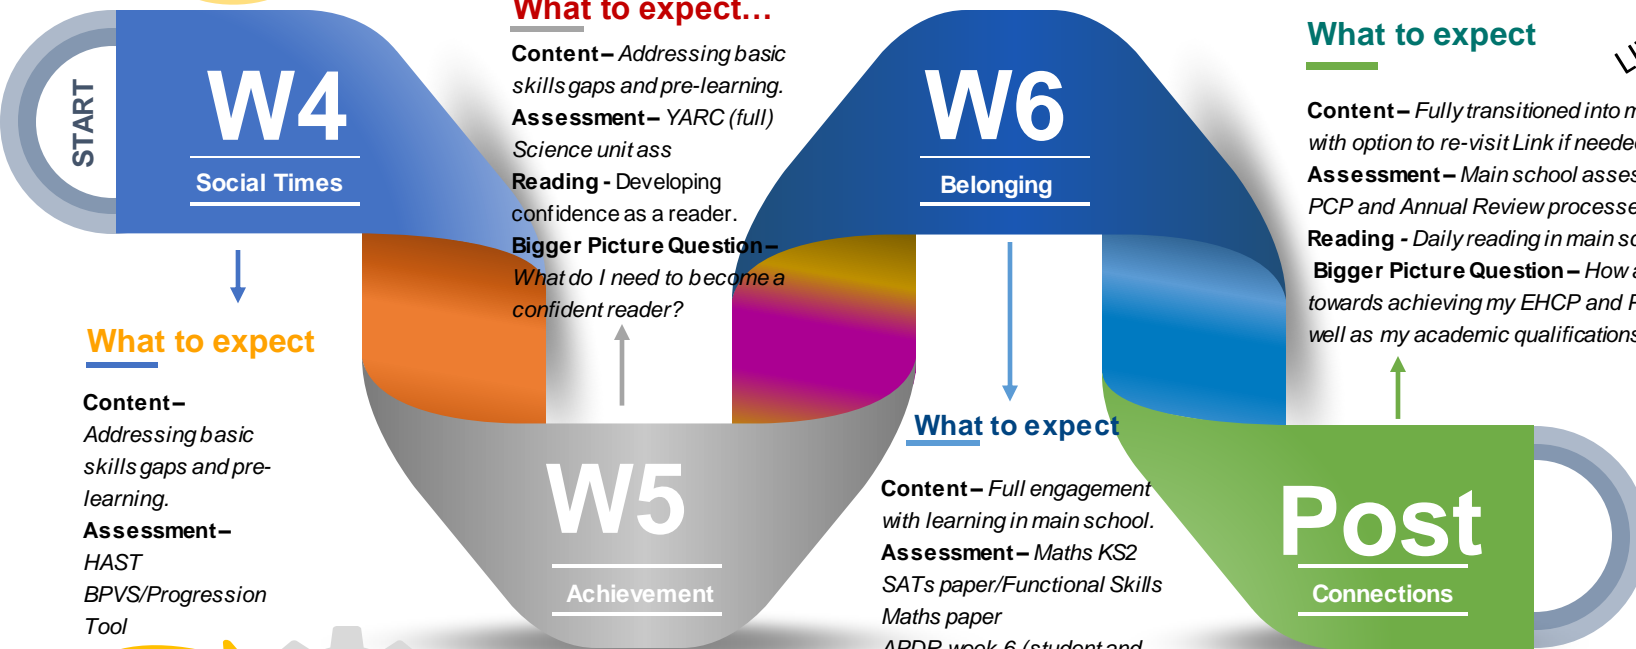 START
W4
Social Times
What to expect
Content –
Addressing basic
skills gaps and pre-
learning.
Assessment –
HAST
BPVS/Progression
Tool
What to expect...
Content – Addressing basic
skills gaps and pre-learning.
Assessment – YARC (full)
Science unit ass
Reading - Developing
confidence as a reader.
Bigger Picture Question –
What do I need to become a
confident reader?
W5
Achievement
W6
Belonging
What to expect
Content – Full engagement
with learning in main school.
Assessment – Maths KS2
SATs paper/Functional Skills
Maths paper
APDR week 6 (student and
What to expect
Content – Fully transitioned into
with option to re-visit Link if
Assessment – Main school
PCP and Annual Review
Reading - Daily reading in main
Bigger Picture Question – How
towards achieving my EHCP and
well as my academic qualifications
Post
Connections